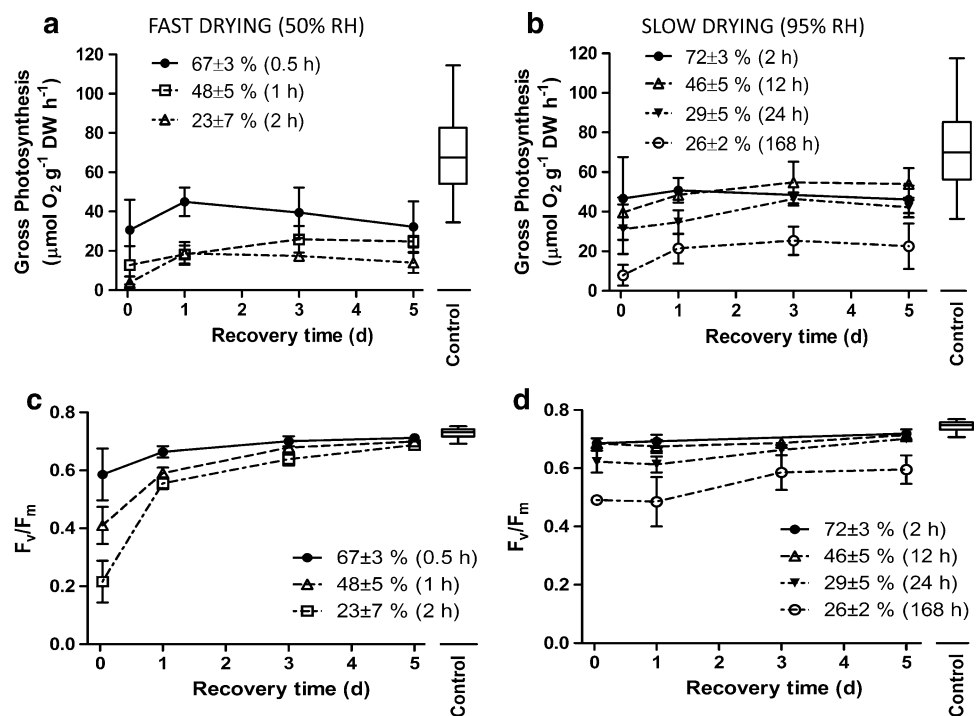 a FAST DRYING (50% RH)
Gross Photosynthesis
(μmol O2 g-1 DW h-1)
120
100
80
60
40
20
0
67±3 % (0.5 h)
48±5 % (1 h)
23±7 % (2 h)
0 1 2 3 4 5
Recovery time (d)
Control
b SLOW DRYING (95% RH)
Gross Photosynthesis
(μmol O2 g-1 DW h-1)
120
100
80
60
40
20
0
72±3 % (2 h)
46±5 % (12 h)
29±5 % (24 h)
26±2 % (168 h)
0 1 2 3 4 5
Recovery time (d)
Control
c
Fv/Fm
0.8
0.6
0.4
0.2
0.0
67±3 % (0.5 h)
48±5 % (1 h)
23±7 % (2 h)
0 1 2 3 4 5
Recovery time (d)
Control
d
Fv/Fm
0.8
0.6
0.4
0.2
0.0
72±3 % (2 h)
46±5 % (12 h)
29±5 % (24 h)
26±2 % (168 h)
0 1 2 3 4 5
Recovery time (d)
Control